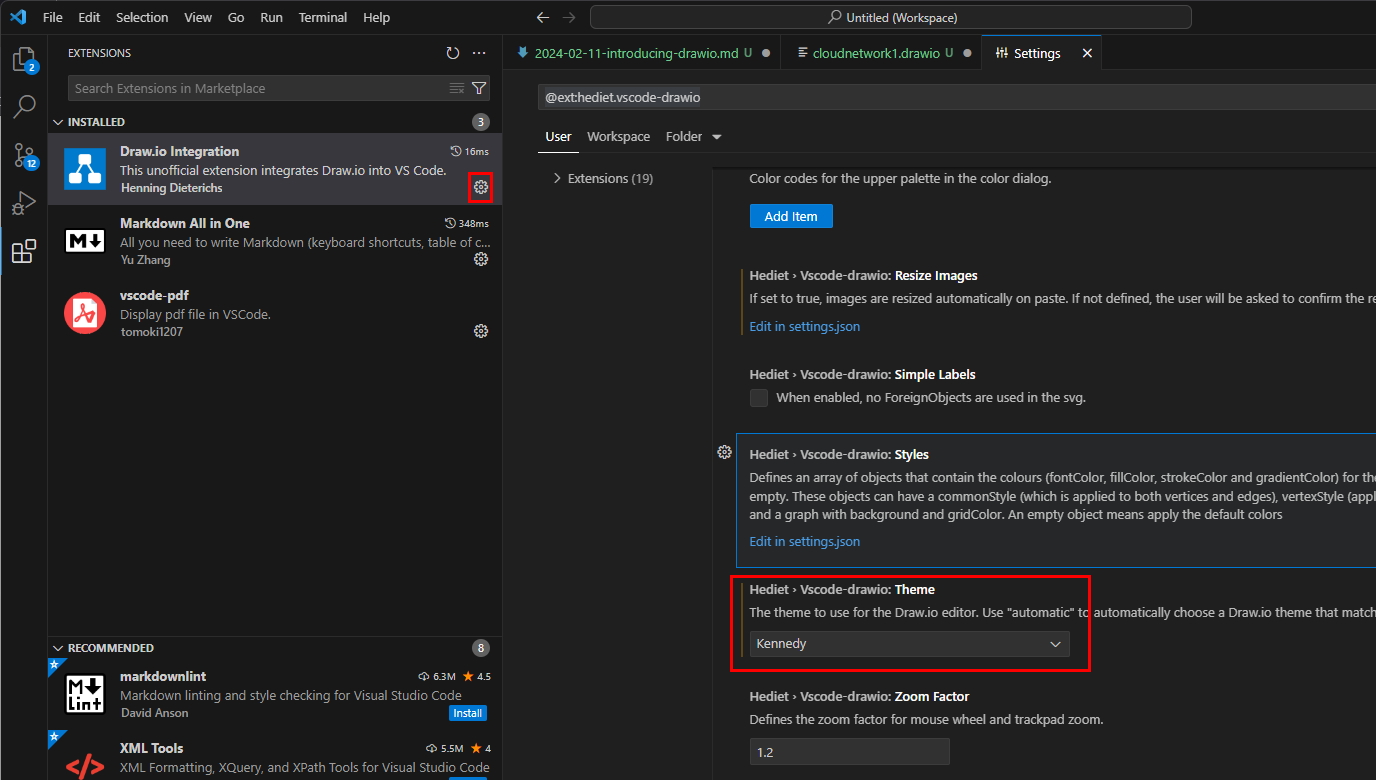 File Edit Selection View Go Run Terminal Help
Untitled (Workspace)
2
12
EXTENSIONS
Search Extensions in Marketplace
INSTALLED
3
Draw.io Integration
16ms
This unofficial extension integrates Draw.io into VS Code.
Henning Dieterichs
Markdown All in One
348ms
All you need to write Markdown (keyboard shortcuts, table of c...
Yu Zhang
vscode-pdf
Display pdf file in VSCode.
tomoki1207
RECOMMENDED
8
markdownlint
6.3M
4.5
Markdown linting and style checking for Visual Studio Code
David Anson
Install
XML Tools
5.5M
4
XML Formatting, XQuery, and XPath Tools for Visual Studio Code
2024-02-11-introducing-drawio.md U
cloudnetwork1.drawio U
Settings
@ext:hediet.vscode-drawio
User Workspace Folder
Extensions (19)
Color codes for the upper palette in the color dialog.
Add Item
Hediet › Vscode-drawio: Resize Images
If set to true, images are resized automatically on paste. If not defined, the user will be asked to confirm the re
Edit in settings.json
Hediet › Vscode-drawio: Simple Labels
When enabled, no ForeignObjects are used in the svg.
Hediet › Vscode-drawio: Styles
Defines an array of objects that contain the colours (fontColor, fillColor, strokeColor and gradientColor) for the
empty. These objects can have a commonStyle (which is applied to both vertices and edges), vertexStyle (appl
and a graph with background and gridColor. An empty object means apply the default colors
Edit in settings.json
Hediet › Vscode-drawio: Theme
The theme to use for the Draw.io editor. Use "automatic" to automatically choose a Draw.io theme that match
Kennedy
Hediet › Vscode-drawio: Zoom Factor
Defines the zoom factor for mouse wheel and trackpad zoom.
1.2